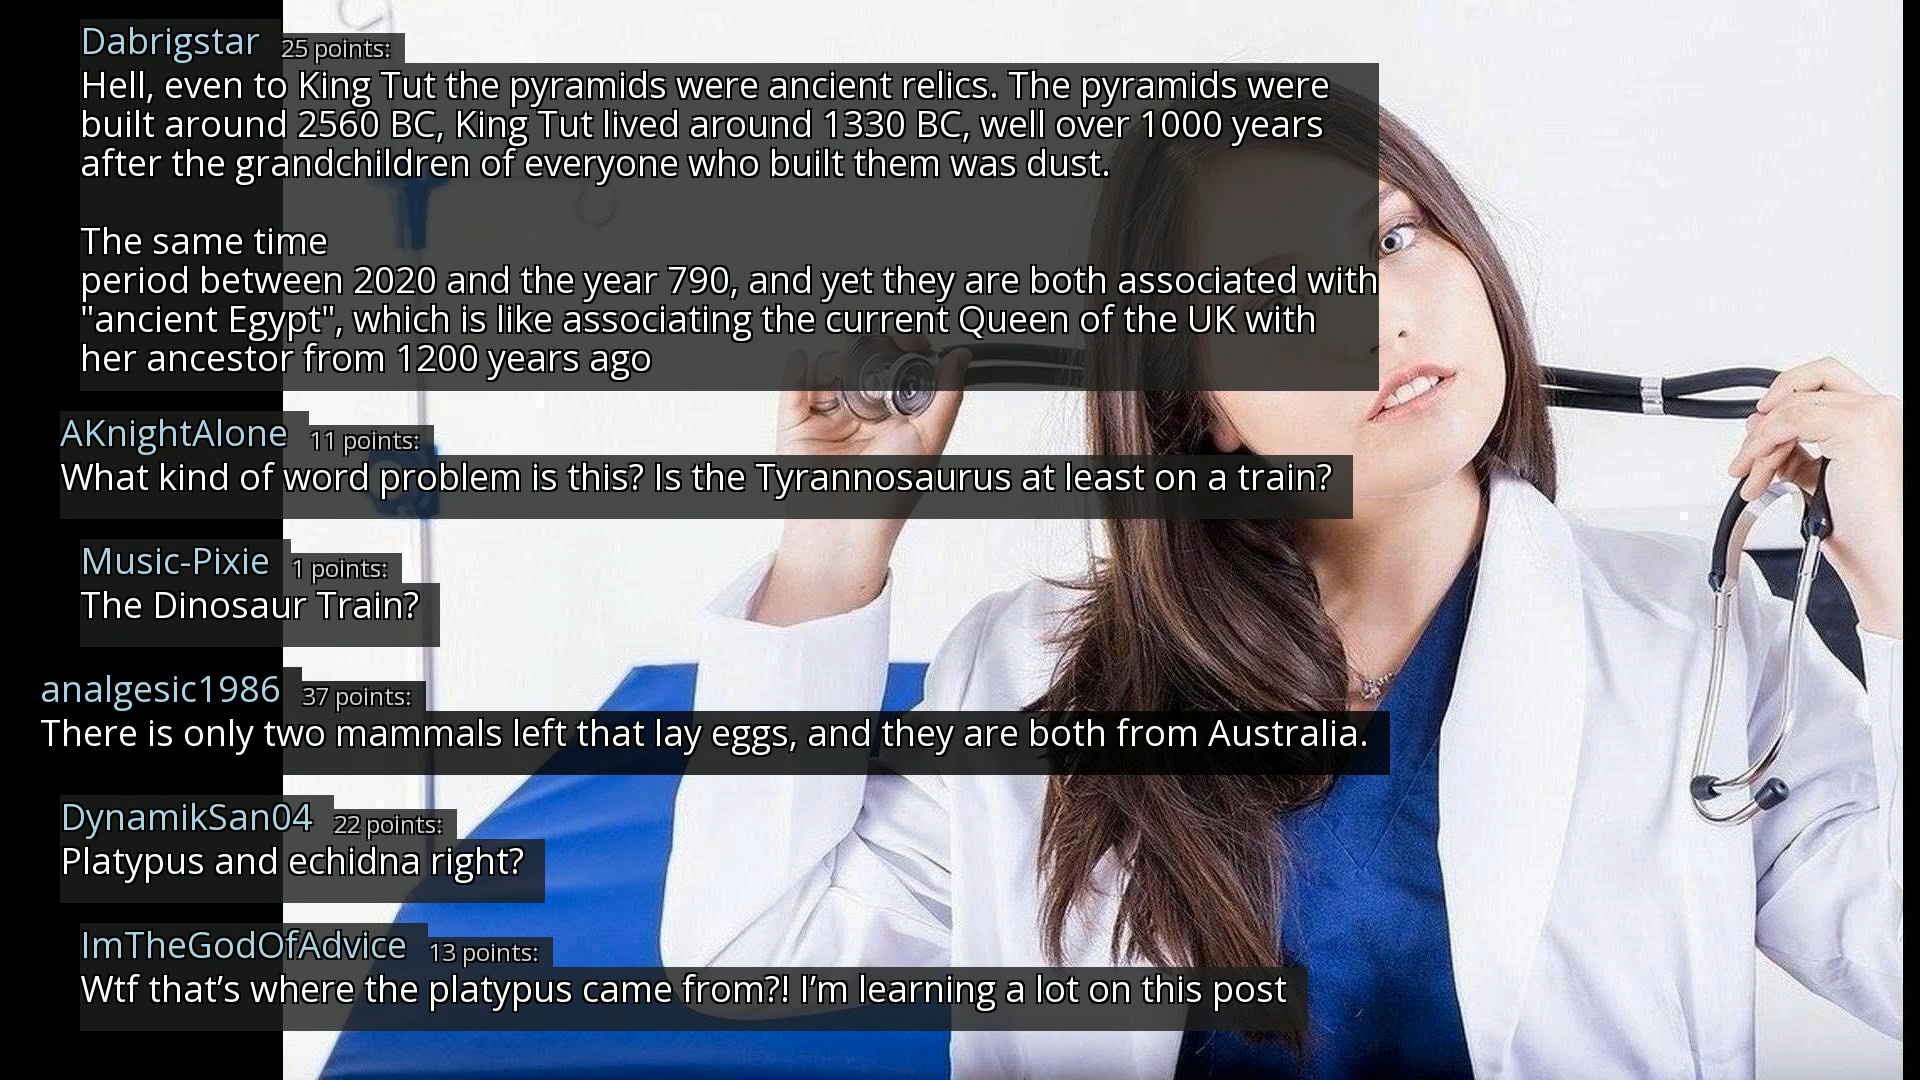 Dabrigstar 25 points:
Hell, even to King Tut the pyramids were ancient relics. The pyramids were
built around 2560 BC, King Tut lived around 1330 BC, well over 1000 years
after the grandchildren of everyone who built them was dust.
The same time
period between 2020 and the year 790, and yet they are both associated with
"ancient Egypt", which is like associating the current Queen of the UK with
her ancestor from 1200 years ago
AKnightAlone 11 points:
What kind of word problem is this? Is the Tyrannosaurus at least on a train?
Music-Pixie 1 points:
The Dinosaur Train?
analgesic1986 37 points:
There is only two mammals left that lay eggs, and they are both from Australia.
DynamikSan04 22 points:
Platypus and echidna right?
ImTheGodOfAdvice 13 points:
Wtf that’s where the platypus came from?! I’m learning a lot on this post